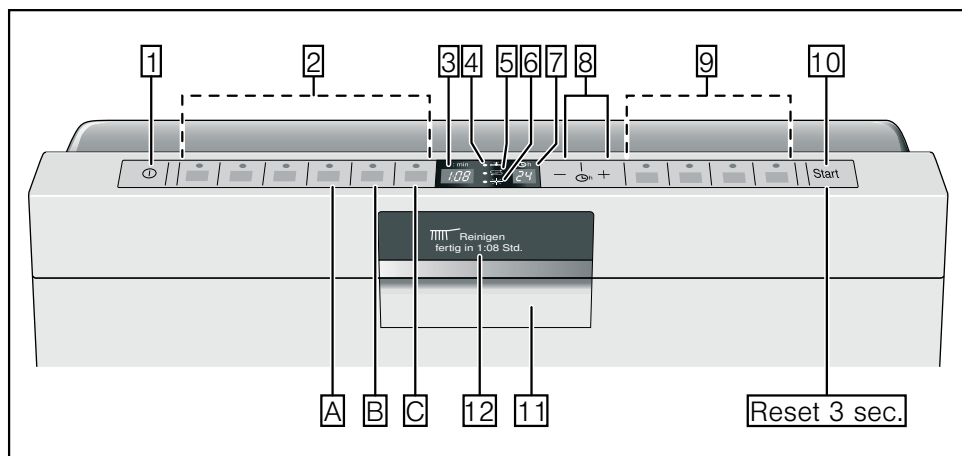 1 2 3 4 5 6 7 8 9 10
min h
1:08 24 h Start
Reinigen
fertig in 1:08 Std.
A B C 12 11 Reset 3 sec.